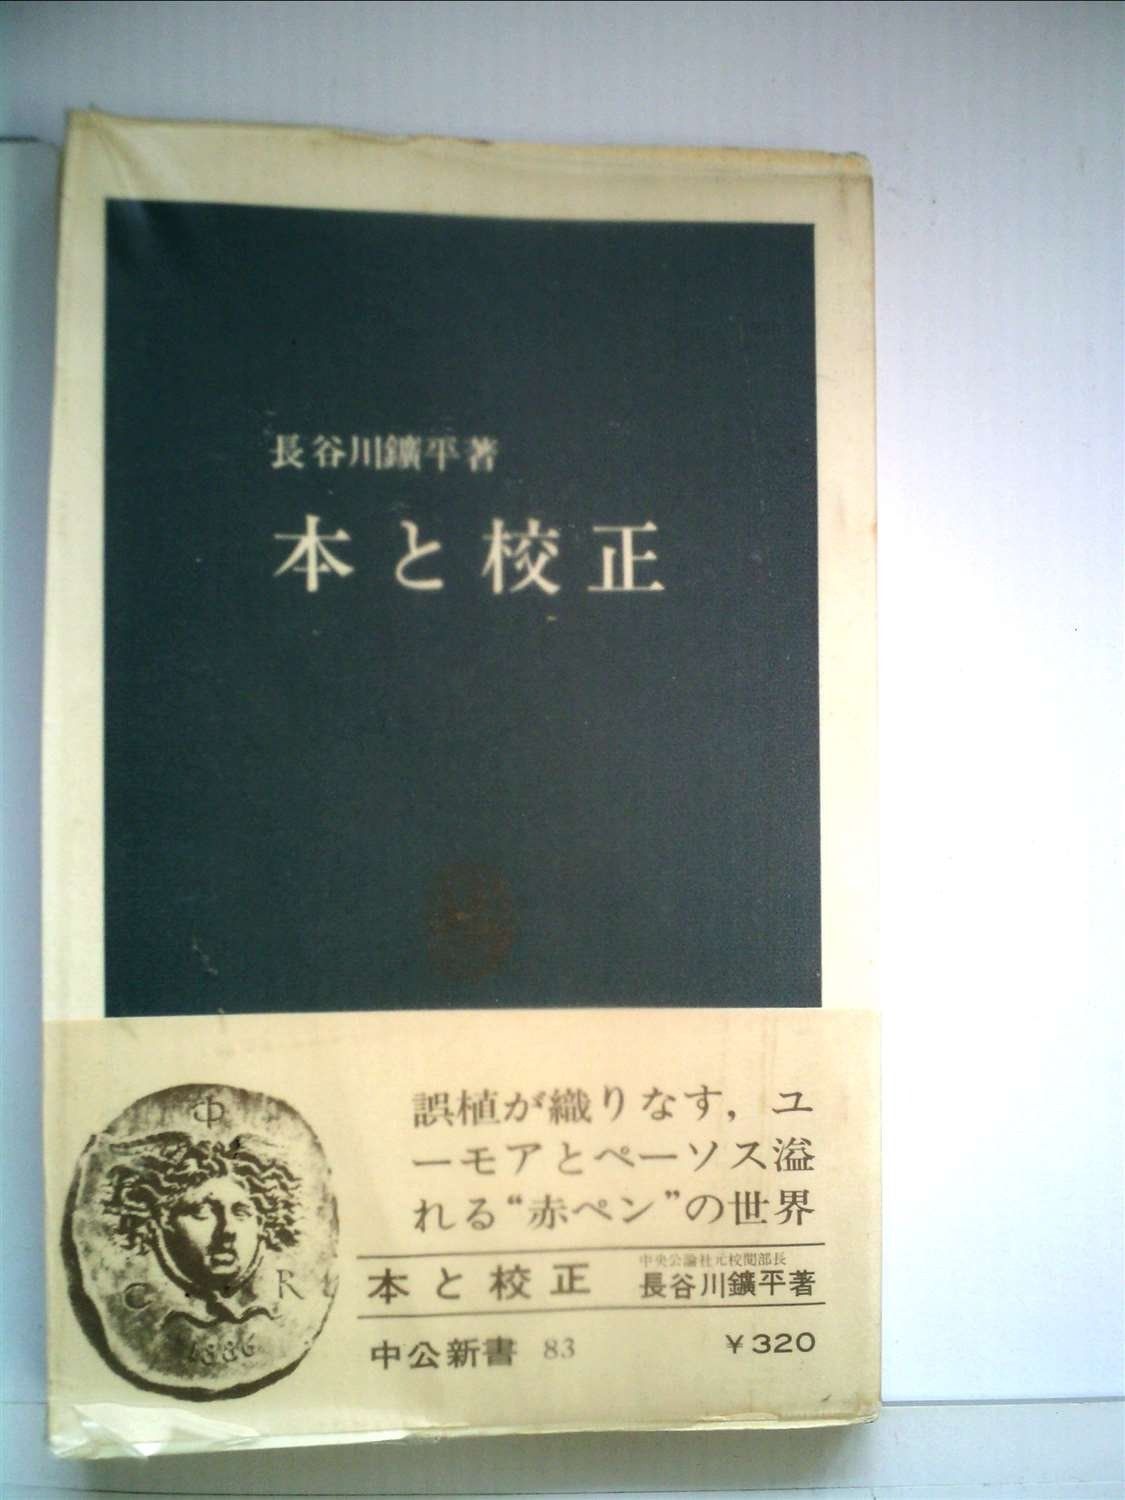 長谷川鑛平著
本と校正
誤植が織りなす，ユ
ーモアとペーソス溢
れる“赤ペン”の世界
中央公論社元校閲部長
本と校正 長谷川鑛平著
中公新書 83 ¥320
Φ
C R
1886